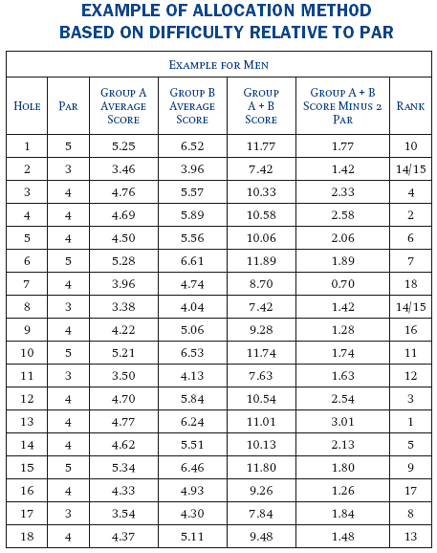 EXAMPLE OF ALLOCATION METHOD
BASED ON DIFFICULTY RELATIVE TO PAR
EXAMPLE FOR MEN
HOLE PAR GROUP A AVERAGE SCORE GROUP B AVERAGE SCORE GROUP A + B SCORE GROUP A + B SCORE MINUS 2 PAR RANK
1 5 5.25 6.52 11.77 1.77 10
2 3 3.46 3.96 7.42 1.42 14/15
3 4 4.76 5.57 10.33 2.33 4
4 4 4.69 5.89 10.58 2.58 2
5 4 4.50 5.56 10.06 2.06 6
6 5 5.28 6.61 11.89 1.89 7
7 4 3.96 4.74 8.70 0.70 18
8 3 3.38 4.04 7.42 1.42 14/15
9 4 4.22 5.06 9.28 1.28 16
10 5 5.21 6.53 11.74 1.74 11
11 3 3.50 4.13 7.63 1.63 12
12 4 4.70 5.84 10.54 2.54 3
13 4 4.77 6.24 11.01 3.01 1
14 4 4.62 5.51 10.13 2.13 5
15 5 5.34 6.46 11.80 1.80 9
16 4 4.33 4.93 9.26 1.26 17
17 3 3.54 4.30 7.84 1.84 8
18 4 4.37 5.11 9.48 1.48 13